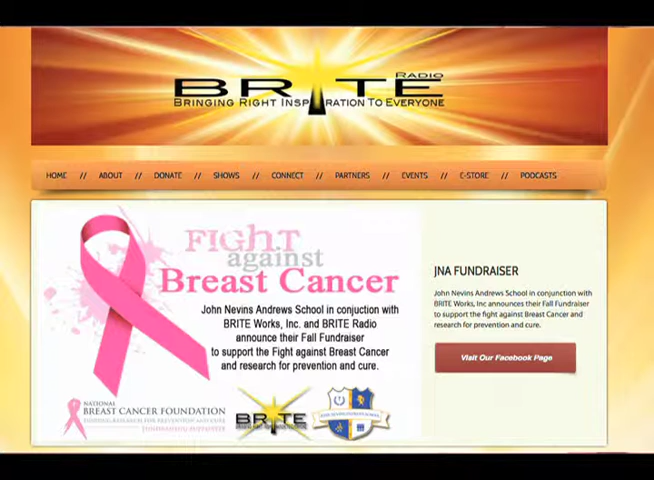 BRITE
RADIO
BRINGING RIGHT INSPIRATION TO EVERYONE
HOME // ABOUT // DONATE // SHOWS // CONNECT // PARTNERS // EVENTS // E-STORE // PODCASTS
FIGHT
against
Breast Cancer
John Nevins Andrews School in conjuction with
BRITE Works, Inc. and BRITE Radio
announce their Fall Fundraiser
to support the Fight against Breast Cancer
and research for prevention and cure.
NATIONAL
BREAST CANCER FOUNDATION
BRITE
JNA FUNDRAISER
John Nevins Andrews School in conjunction with
BRITE Works, Inc announces their Fall Fundraiser
to support the fight against Breast Cancer and
research for prevention and cure.
Visit Our Facebook Page